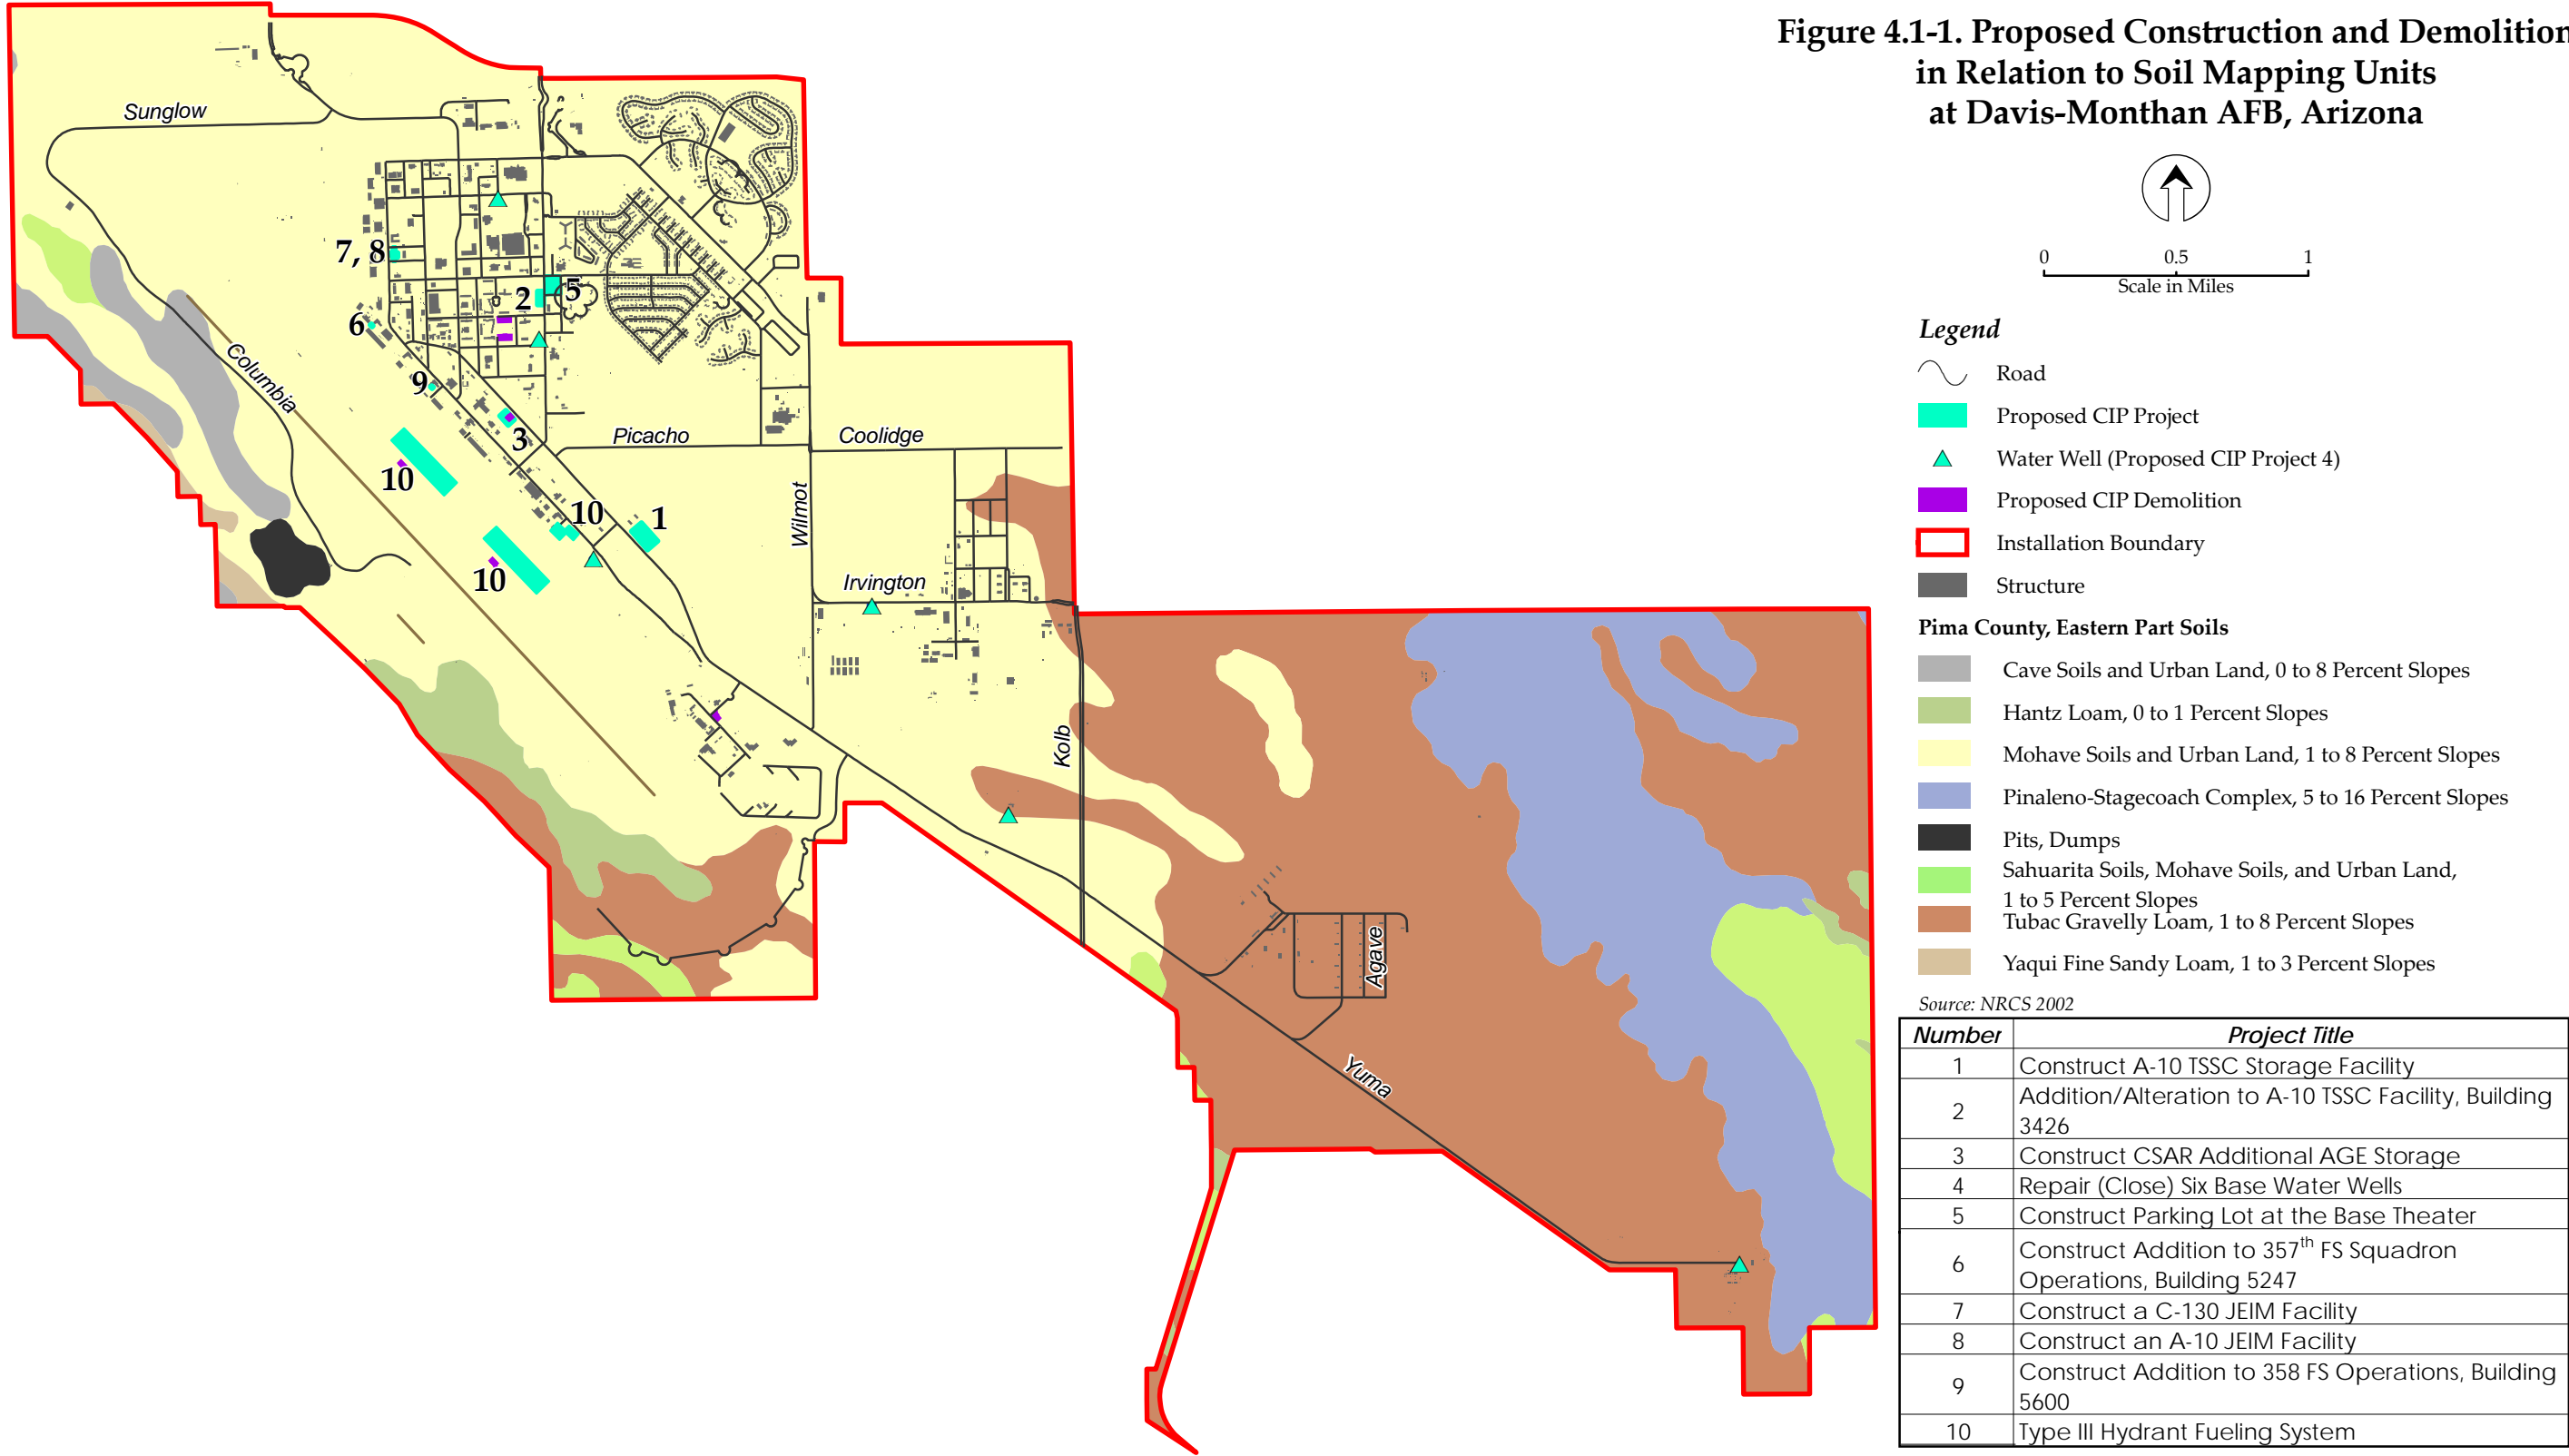 Figure 4.1-1. Proposed Construction and Demolition
in Relation to Soil Mapping Units
at Davis-Monthan AFB, Arizona
0 0.5 1
Scale in Miles
Legend
Road
Proposed CIP Project
Water Well (Proposed CIP Project 4)
Proposed CIP Demolition
Installation Boundary
Structure
Pima County, Eastern Part Soils
Cave Soils and Urban Land, 0 to 8 Percent Slopes
Hantz Loam, 0 to 1 Percent Slopes
Mohave Soils and Urban Land, 1 to 8 Percent Slopes
Pinaleno-Stagecoach Complex, 5 to 16 Percent Slopes
Pits, Dumps
Sahuarita Soils, Mohave Soils, and Urban Land,
1 to 5 Percent Slopes
Tubac Gravelly Loam, 1 to 8 Percent Slopes
Yaqui Fine Sandy Loam, 1 to 3 Percent Slopes
Source: NRCS 2002
Number Project Title
1 Construct A-10 TSSC Storage Facility
2 Addition/Alteration to A-10 TSSC Facility, Building
3426
3 Construct CSAR Additional AGE Storage
4 Repair (Close) Six Base Water Wells
5 Construct Parking Lot at the Base Theater
6 Construct Addition to 357th FS Squadron
Operations, Building 5247
7 Construct a C-130 JEIM Facility
8 Construct an A-10 JEIM Facility
9 Construct Addition to 358 FS Operations, Building
5600
10 Type III Hydrant Fueling System
Sunglow
7, 8
2
5
6
Columbia
9
3
Picacho
Coolidge
10
10
1
Wilmot
10
Irvington
Kolb
Agave
Yuma